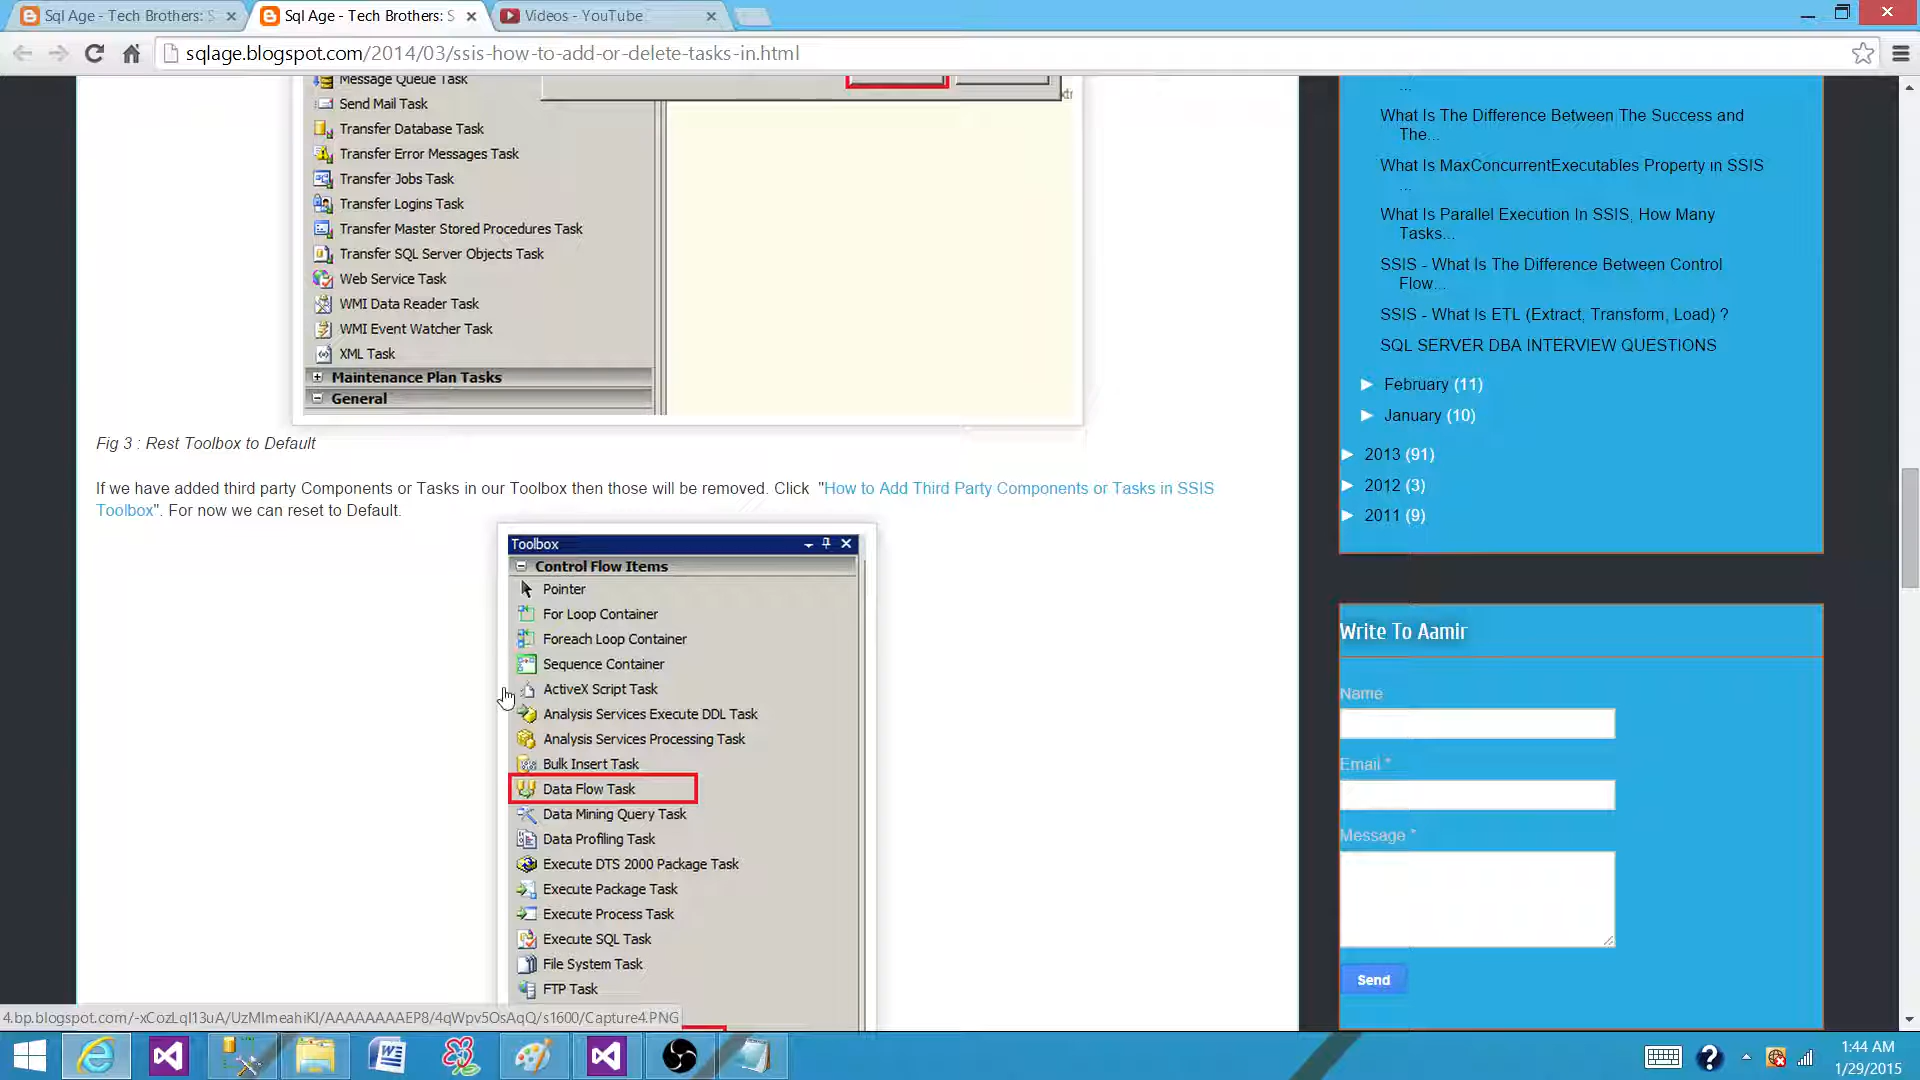 Sql Age - Tech Brothers: S
Sql Age - Tech Brothers: S
Videos - YouTube
sqlage.blogspot.com/2014/03/ssis-how-to-add-or-delete-tasks-in.html
Message Queue Task
Send Mail Task
Transfer Database Task
Transfer Error Messages Task
Transfer Jobs Task
Transfer Logins Task
Transfer Master Stored Procedures Task
Transfer SQL Server Objects Task
Web Service Task
WMI Data Reader Task
WMI Event Watcher Task
XML Task
Maintenance Plan Tasks
General
Fig 3 : Rest Toolbox to Default
If we have added third party Components or Tasks in our Toolbox then those will be removed. Click "How to Add Third Party Components or Tasks in SSIS
Toolbox". For now we can reset to Default.
Toolbox
Control Flow Items
Pointer
For Loop Container
Foreach Loop Container
Sequence Container
ActiveX Script Task
Analysis Services Execute DDL Task
Analysis Services Processing Task
Bulk Insert Task
Data Flow Task
Data Mining Query Task
Data Profiling Task
Execute DTS 2000 Package Task
Execute Package Task
Execute Process Task
Execute SQL Task
File System Task
FTP Task
...
What Is The Difference Between The Success and
The...
What Is MaxConcurrentExecutables Property in SSIS
...
What Is Parallel Execution In SSIS, How Many
Tasks...
SSIS - What Is The Difference Between Control
Flow...
SSIS - What Is ETL (Extract, Transform, Load) ?
SQL SERVER DBA INTERVIEW QUESTIONS
► February (11)
► January (10)
► 2013 (91)
► 2012 (3)
► 2011 (9)
Write To Aamir
Name
Email *
Message *
Send
4.bp.blogspot.com/-xCozLqI13uA/UzMImeahiKI/AAAAAAAAEP8/4qWpv5OsAqQ/s1600/Capture4.PNG
1:44 AM
1/29/2015